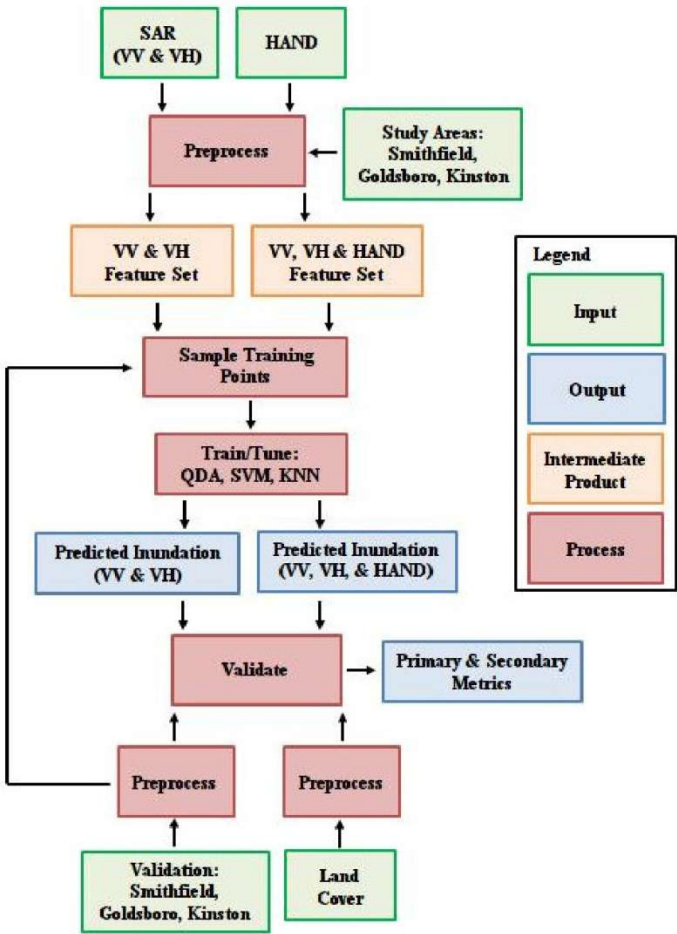 SAR
(VV & VH)
HAND
Preprocess
Study Areas:
Smithfield,
Goldsboro, Kinston
VV & VH
Feature Set
VV, VH & HAND
Feature Set
Sample Training
Points
Train/Tune:
QDA, SVM, KNN
Predicted Inundation
(VV & VH)
Predicted Inundation
(VV, VH, & HAND)
Validate
Primary & Secondary
Metrics
Preprocess
Preprocess
Validation:
Smithfield,
Goldsboro, Kinston
Land
Cover
Legend
Input
Output
Intermediate
Product
Process